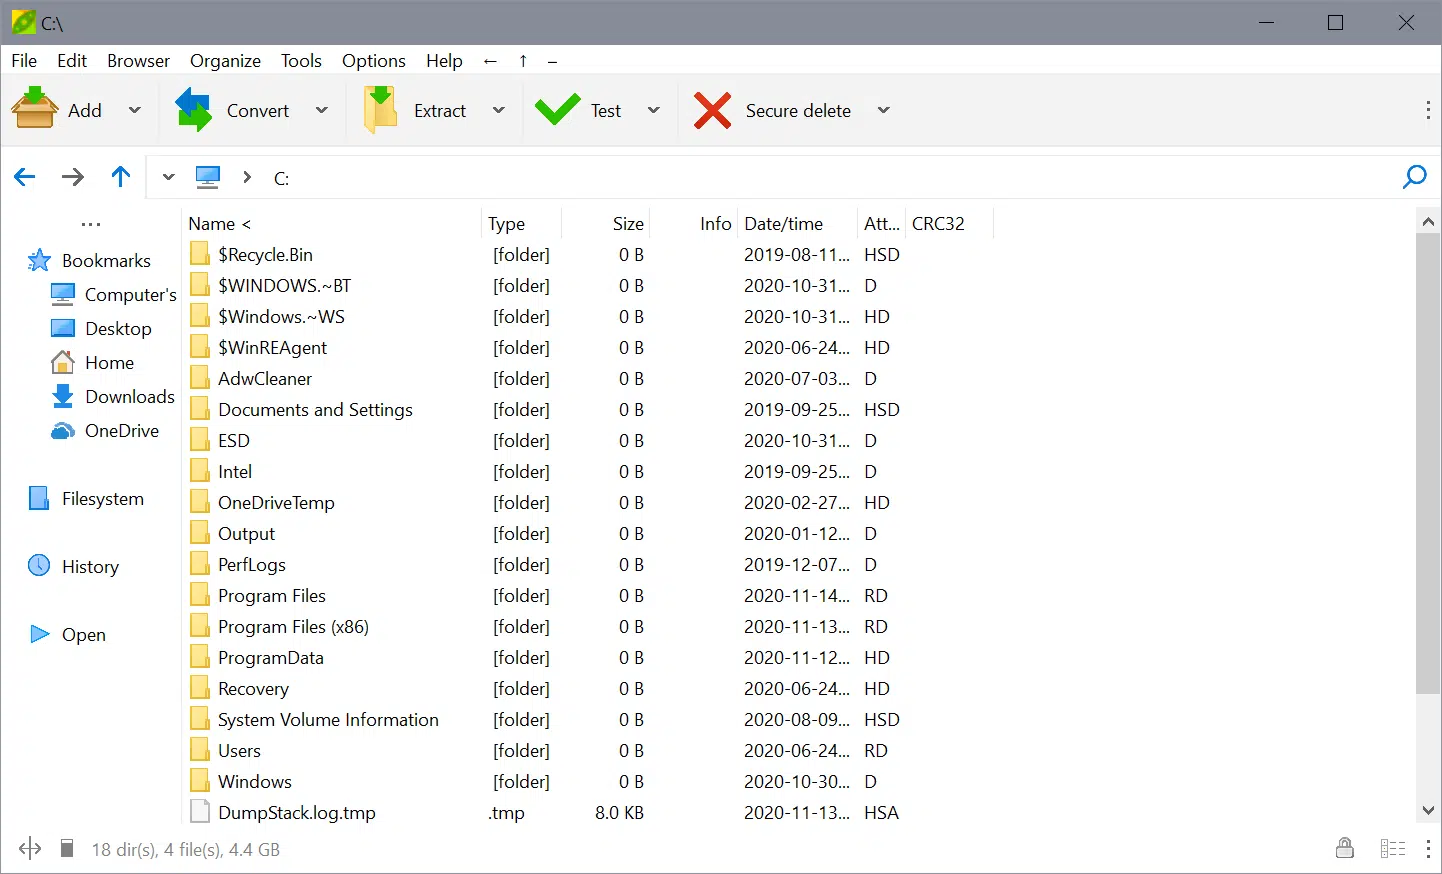 C:\
File Edit Browser Organize Tools Options Help ← ↑ –
Add Convert Extract Test Secure delete
C:
...
Name < Type Size Info Date/time Att... CRC32
Bookmarks
Computer's
Desktop
Home
Downloads
OneDrive
Filesystem
History
Open
$Recycle.Bin [folder] 0 B 2019-08-11... HSD
$WINDOWS.~BT [folder] 0 B 2020-10-31... D
$Windows.~WS [folder] 0 B 2020-10-31... HD
$WinREAgent [folder] 0 B 2020-06-24... HD
AdwCleaner [folder] 0 B 2020-07-03... D
Documents and Settings [folder] 0 B 2019-09-25... HSD
ESD [folder] 0 B 2020-10-31... D
Intel [folder] 0 B 2019-09-25... D
OneDriveTemp [folder] 0 B 2020-02-27... HD
Output [folder] 0 B 2020-01-12... D
PerfLogs [folder] 0 B 2019-12-07... D
Program Files [folder] 0 B 2020-11-14... RD
Program Files (x86) [folder] 0 B 2020-11-13... RD
ProgramData [folder] 0 B 2020-11-12... HD
Recovery [folder] 0 B 2020-06-24... HD
System Volume Information [folder] 0 B 2020-08-09... HSD
Users [folder] 0 B 2020-06-24... RD
Windows [folder] 0 B 2020-10-30... D
DumpStack.log.tmp .tmp 8.0 KB 2020-11-13... HSA
18 dir(s), 4 file(s), 4.4 GB